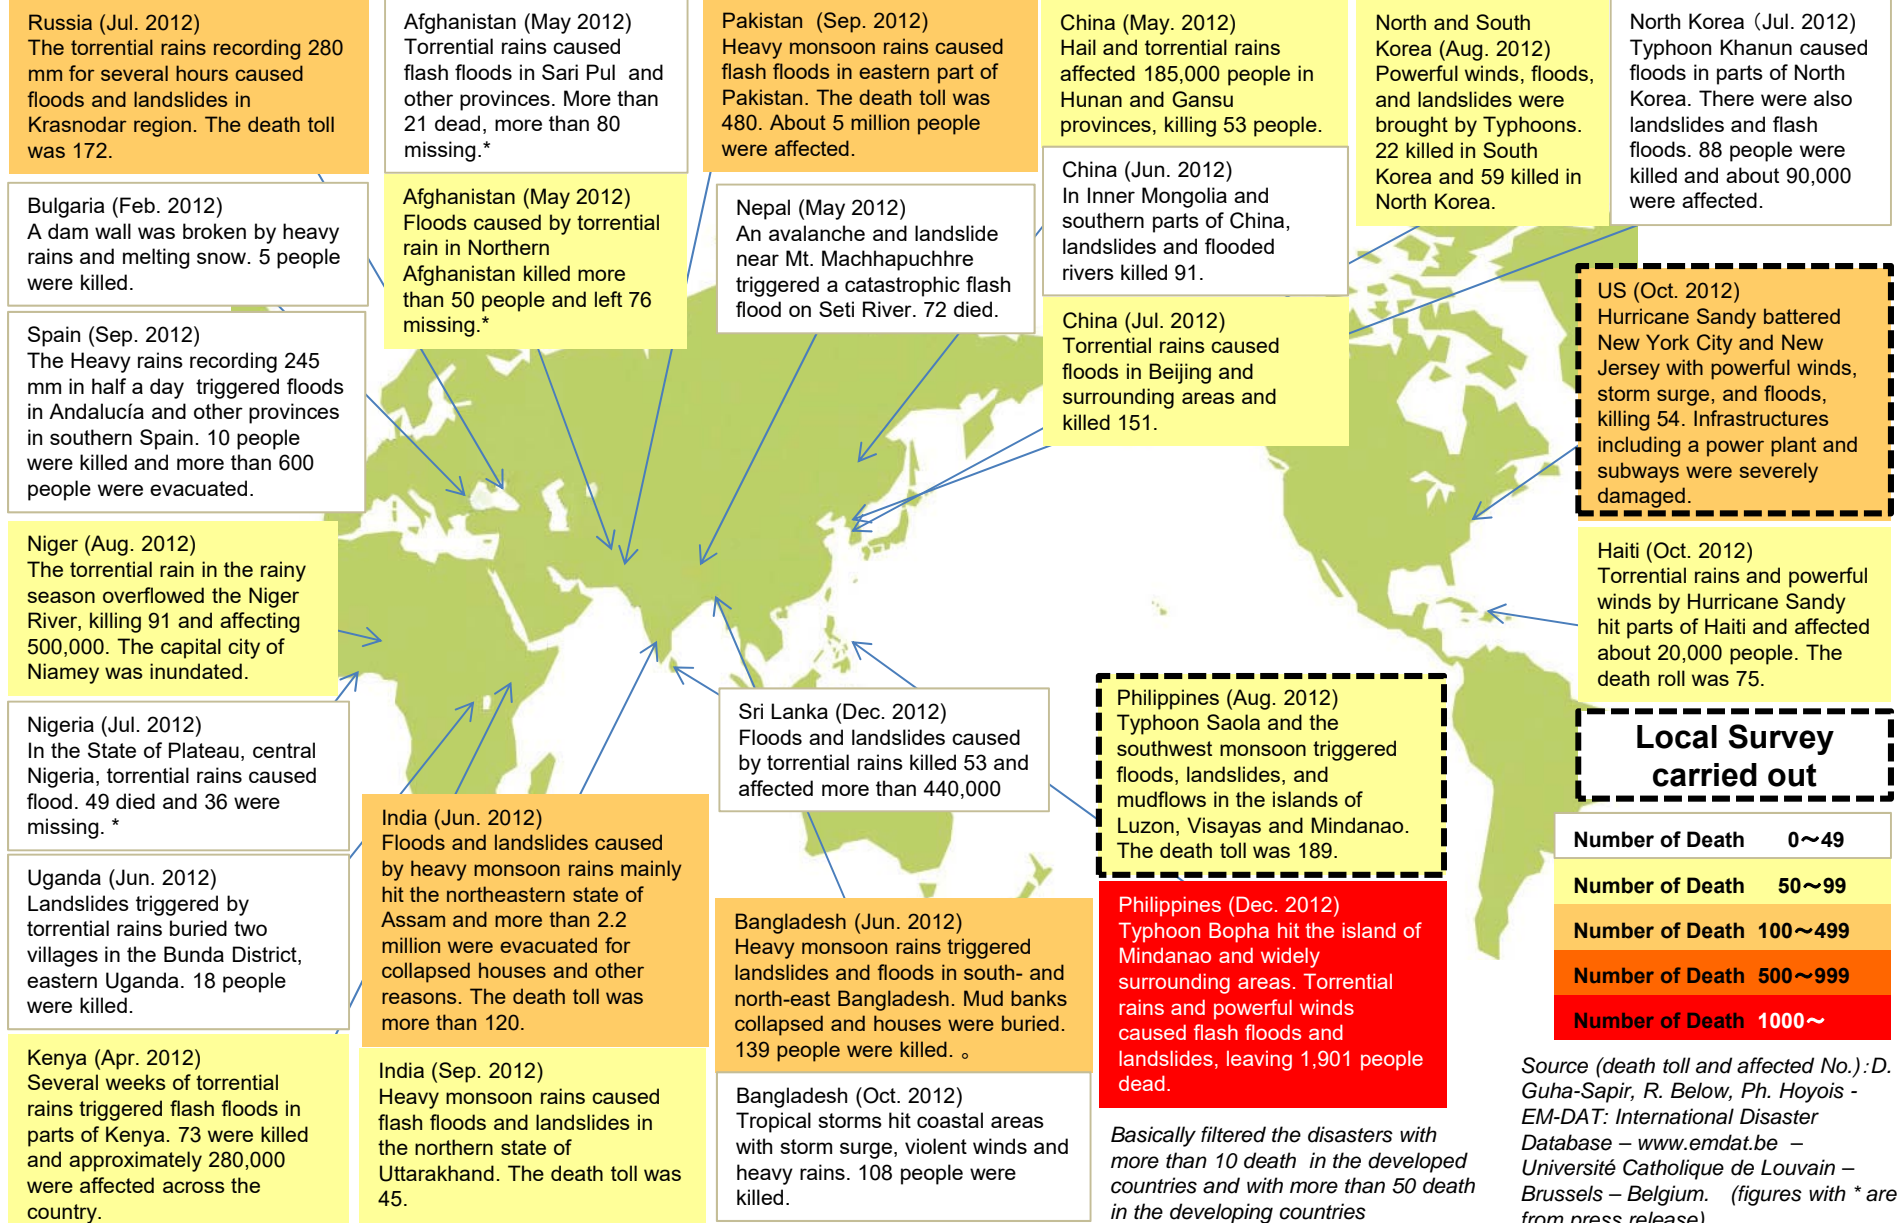 Russia (Jul. 2012)
The torrential rains recording 280
mm for several hours caused
floods and landslides in
Krasnodar region. The death toll
was 172.
Bulgaria (Feb. 2012)
A dam wall was broken by heavy
rains and melting snow. 5 people
were killed.
Spain (Sep. 2012)
The Heavy rains recording 245
mm in half a day triggered floods
in Andalucía and other provinces
in southern Spain. 10 people
were killed and more than 600
people were evacuated.
Niger (Aug. 2012)
The torrential rain in the rainy
season overflowed the Niger
River, killing 91 and affecting
500,000. The capital city of
Niamey was inundated.
Nigeria (Jul. 2012)
In the State of Plateau, central
Nigeria, torrential rains caused
flood. 49 died and 36 were
missing. *
Uganda (Jun. 2012)
Landslides triggered by
torrential rains buried two
villages in the Bunda District,
eastern Uganda. 18 people
were killed.
Kenya (Apr. 2012)
Several weeks of torrential
rains triggered flash floods in
parts of Kenya. 73 were killed
and approximately 280,000
were affected across the
country.
Afghanistan (May 2012)
Torrential rains caused
flash floods in Sari Pul and
other provinces. More than
21 dead, more than 80
missing.*
Afghanistan (May 2012)
Floods caused by torrential
rain in Northern
Afghanistan killed more
than 50 people and left 76
missing.*
India (Jun. 2012)
Floods and landslides caused
by heavy monsoon rains mainly
hit the northeastern state of
Assam and more than 2.2
million were evacuated for
collapsed houses and other
reasons. The death toll was
more than 120.
India (Sep. 2012)
Heavy monsoon rains caused
flash floods and landslides in
the northern state of
Uttarakhand. The death toll was
45.
Pakistan (Sep. 2012)
Heavy monsoon rains caused
flash floods in eastern part of
Pakistan. The death toll was
480. About 5 million people
were affected.
Nepal (May 2012)
An avalanche and landslide
near Mt. Machhapuchhre
triggered a catastrophic flash
flood on Seti River. 72 died.
Sri Lanka (Dec. 2012)
Floods and landslides caused
by torrential rains killed 53 and
affected more than 440,000
Bangladesh (Jun. 2012)
Heavy monsoon rains triggered
landslides and floods in south- and
north-east Bangladesh. Mud banks
collapsed and houses were buried.
139 people were killed. 。
Bangladesh (Oct. 2012)
Tropical storms hit coastal areas
with storm surge, violent winds and
heavy rains. 108 people were
killed.
China (May. 2012)
Hail and torrential rains
affected 185,000 people in
Hunan and Gansu
provinces, killing 53 people.
China (Jun. 2012)
In Inner Mongolia and
southern parts of China,
landslides and flooded
rivers killed 91.
China (Jul. 2012)
Torrential rains caused
floods in Beijing and
surrounding areas and
killed 151.
Philippines (Aug. 2012)
Typhoon Saola and the
southwest monsoon triggered
floods, landslides, and
mudflows in the islands of
Luzon, Visayas and Mindanao.
The death toll was 189.
Philippines (Dec. 2012)
Typhoon Bopha hit the island of
Mindanao and widely
surrounding areas. Torrential
rains and powerful winds
caused flash floods and
landslides, leaving 1,901 people
dead.
Basically filtered the disasters with
more than 10 death in the developed
countries and with more than 50 death
in the developing countries
North and South
Korea (Aug. 2012)
Powerful winds, floods,
and landslides were
brought by Typhoons.
22 killed in South
Korea and 59 killed in
North Korea.
North Korea（Jul. 2012)
Typhoon Khanun caused
floods in parts of North
Korea. There were also
landslides and flash
floods. 88 people were
killed and about 90,000
were affected.
US (Oct. 2012)
Hurricane Sandy battered
New York City and New
Jersey with powerful winds,
storm surge, and floods,
killing 54. Infrastructures
including a power plant and
subways were severely
damaged.
Haiti (Oct. 2012)
Torrential rains and powerful
winds by Hurricane Sandy
hit parts of Haiti and affected
about 20,000 people. The
death roll was 75.
Local Survey
carried out
Number of Death 0～49
Number of Death 50～99
Number of Death 100～499
Number of Death 500～999
Number of Death 1000～
Source (death toll and affected No.):D.
Guha-Sapir, R. Below, Ph. Hoyois -
EM-DAT: International Disaster
Database – www.emdat.be –
Université Catholique de Louvain –
Brussels – Belgium. (figures with * are
from press release)